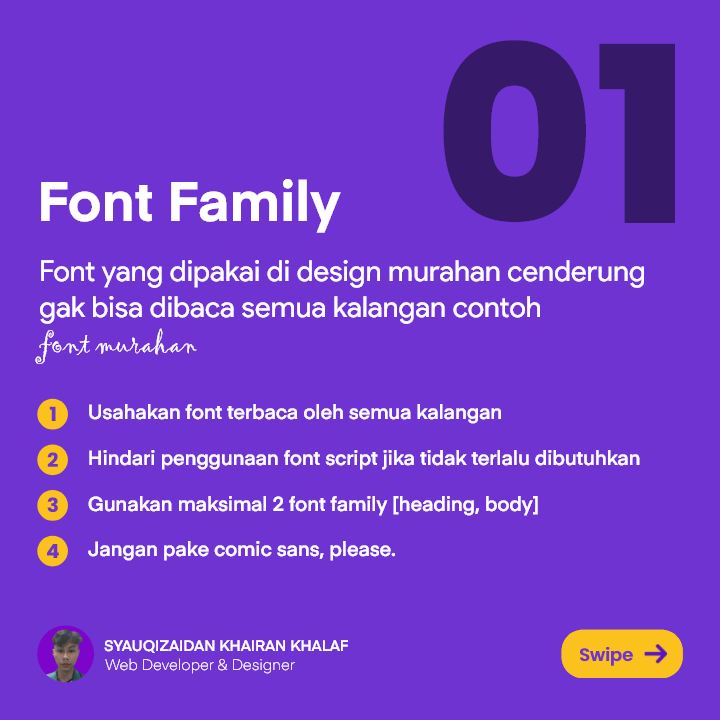 01
Font Family
Font yang dipakai di design murahan cenderung
gak bisa dibaca semua kalangan contoh
font murahan
1 Usahakan font terbaca oleh semua kalangan
2 Hindari penggunaan font script jika tidak terlalu dibutuhkan
3 Gunakan maksimal 2 font family [heading, body]
4 Jangan pake comic sans, please.
SYAUQIZAIDAN KHAIRAN KHALAF
Web Developer & Designer
Swipe →